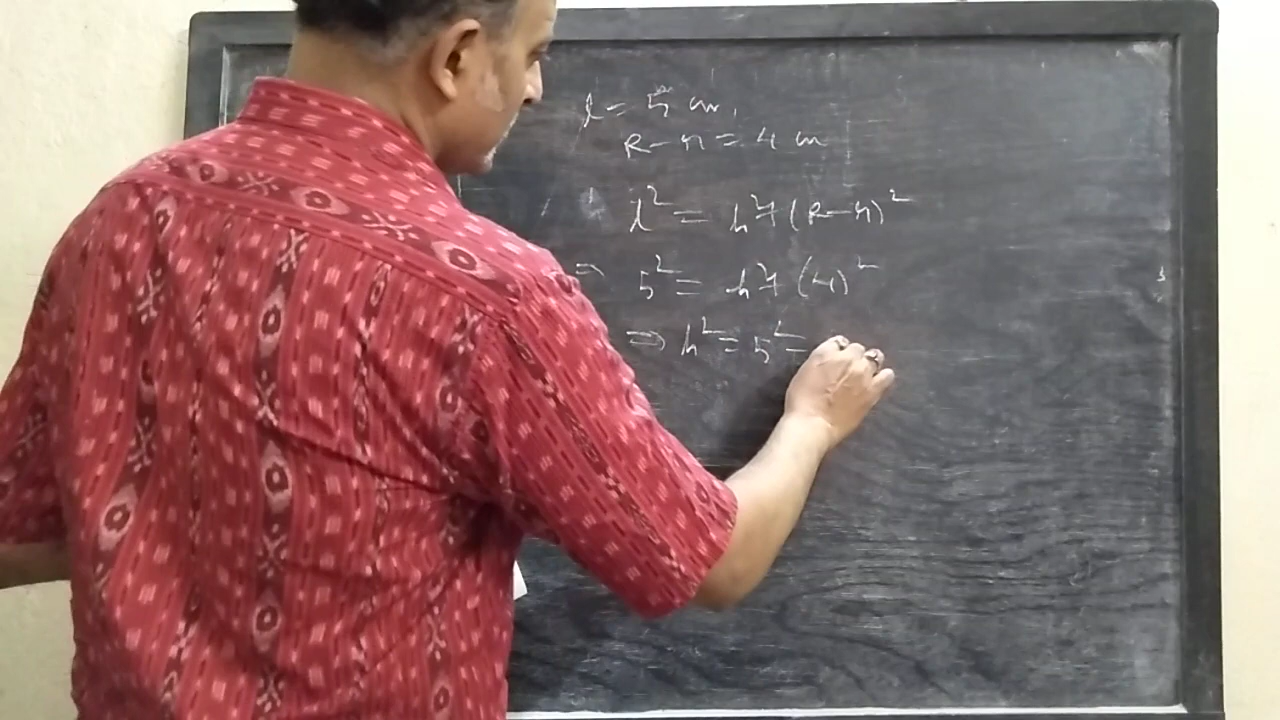 l = 5 cm,
R - r = 4 cm
l² = h² + (R - r)²
⇒ 5² = h² + (4)²
⇒ h² = 5² -